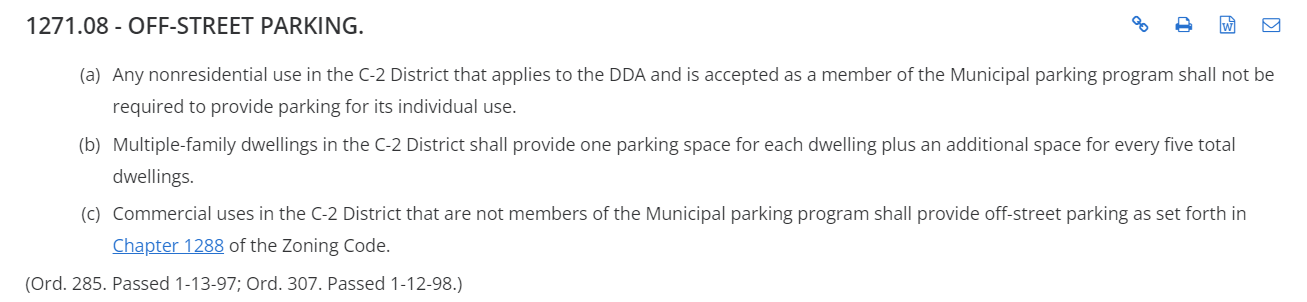 1271.08 - OFF-STREET PARKING.
(a) Any nonresidential use in the C-2 District that applies to the DDA and is accepted as a member of the Municipal parking program shall not be
required to provide parking for its individual use.
(b) Multiple-family dwellings in the C-2 District shall provide one parking space for each dwelling plus an additional space for every five total
dwellings.
(c) Commercial uses in the C-2 District that are not members of the Municipal parking program shall provide off-street parking as set forth in
Chapter 1288 of the Zoning Code.
(Ord. 285. Passed 1-13-97; Ord. 307. Passed 1-12-98.)